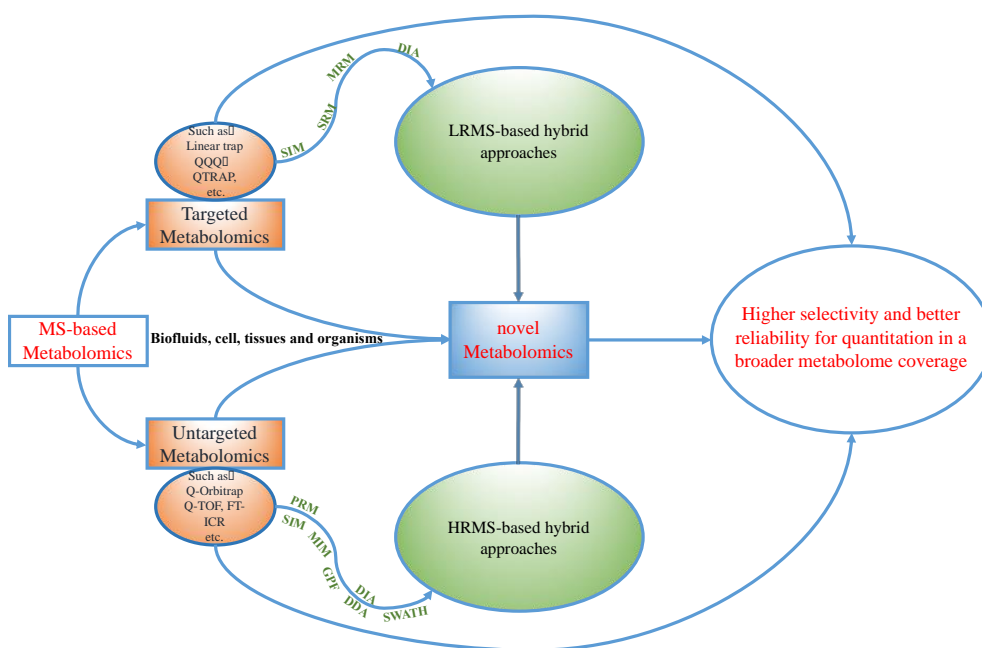 DIA
MRM
SRM
SIM
Such as
Linear trap
QQQ
QTRAP,
etc.
LRMS-based hybrid
approaches
Targeted
Metabolomics
MS-based
Metabolomics
Biofluids, cell, tissues and organisms
novel
Metabolomics
Higher selectivity and better
reliability for quantitation in a
broader metabolome coverage
Untargeted
Metabolomics
Such as
Q-Orbitrap
Q-TOF, FT-
ICR
etc.
PRM
SIM
MIM
GPF
DIA
DDA
SWATH
HRMS-based hybrid
approaches